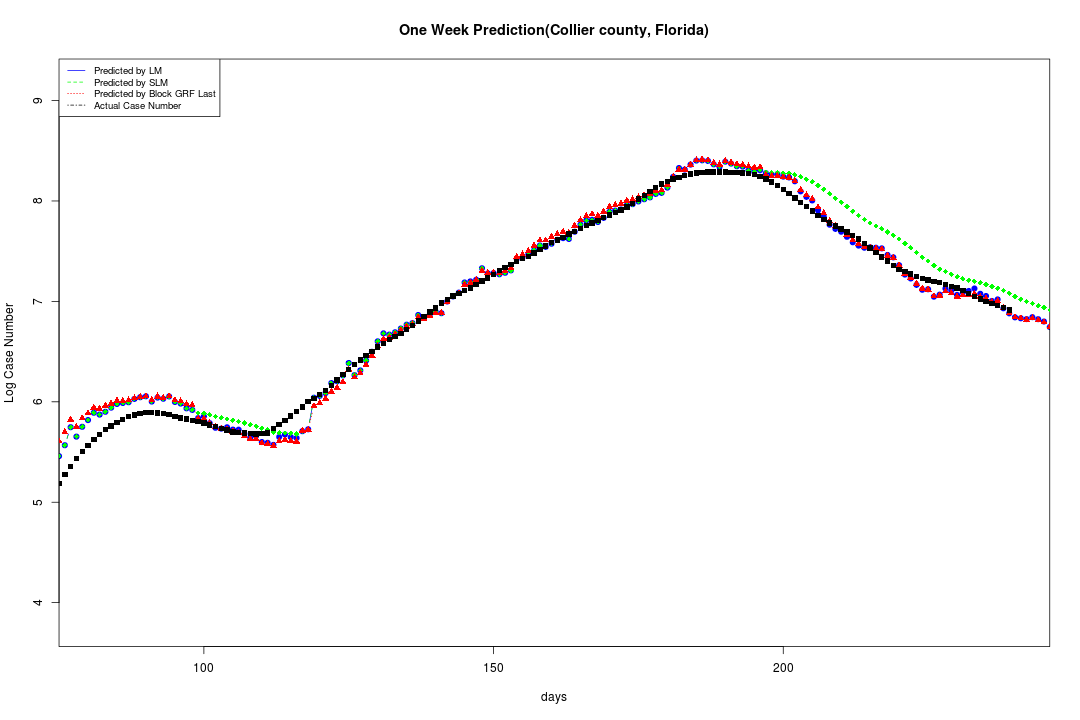 One Week Prediction(Collier county, Florida)
Predicted by LM
Predicted by SLM
Predicted by Block GRF Last
Actual Case Number
9
8
7
6
5
4
Log Case Number
100 150 200
days